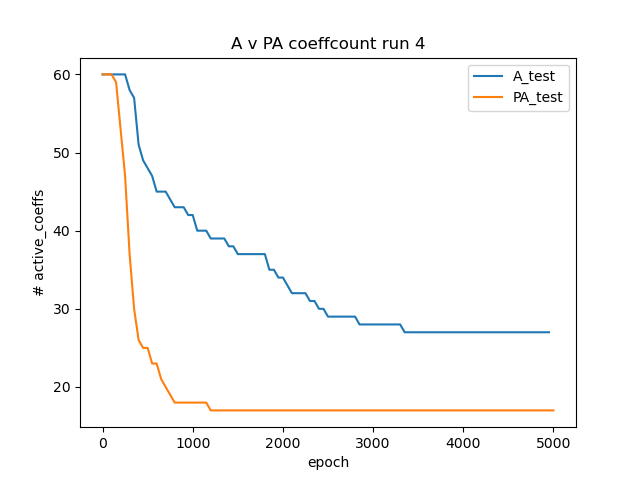 A v PA coeffcount run 4
A_test
PA_test
# active_coeffs
60
50
40
30
20
0 1000 2000 3000 4000 5000
epoch